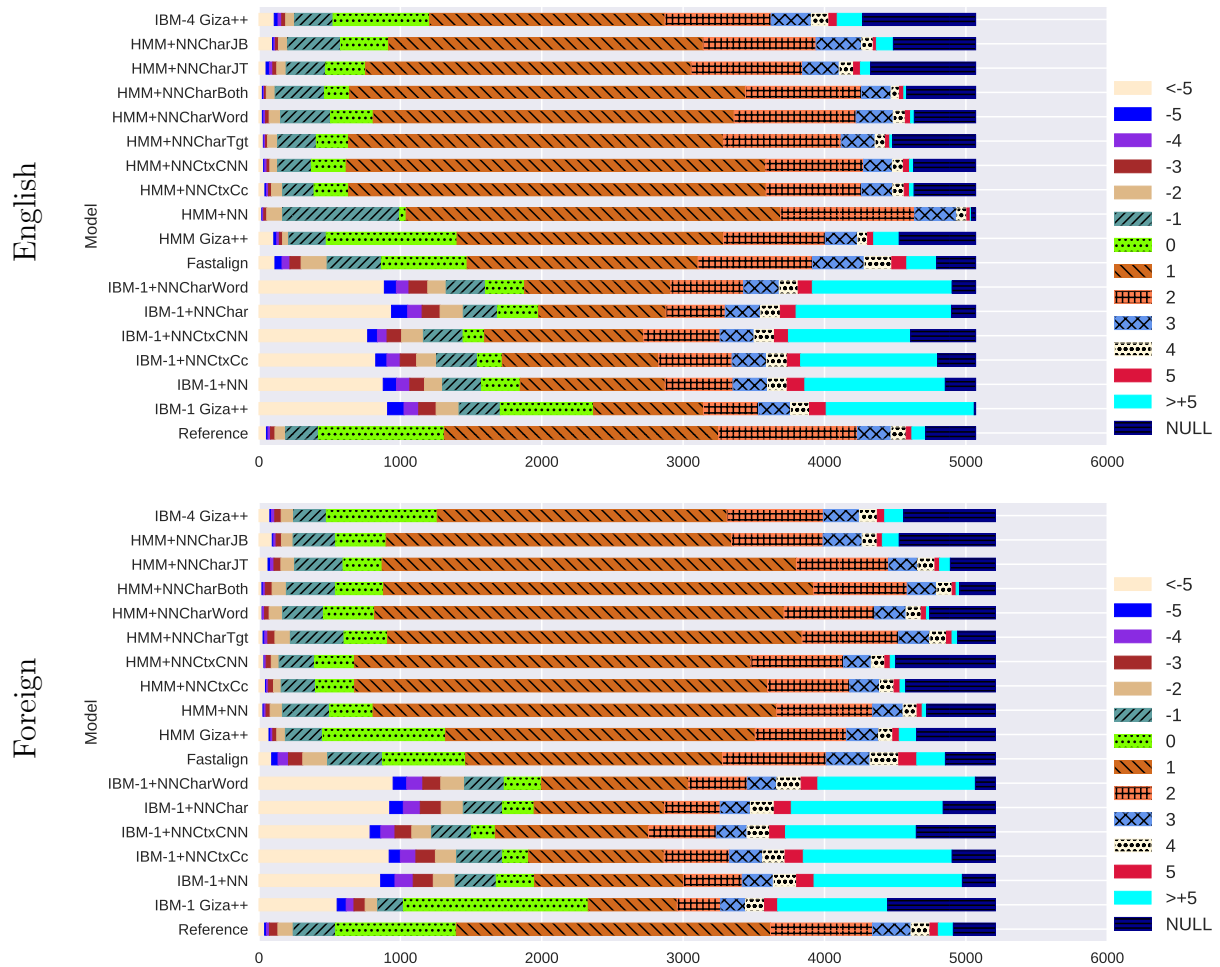 English
Model
IBM-4 Giza++
HMM+NNCharJB
HMM+NNCharJT
HMM+NNCharBoth
HMM+NNCharWord
HMM+NNCharTgt
HMM+NNCtxCNN
HMM+NNCtxCc
HMM+NN
HMM Giza++
Fastalign
IBM-1+NNCharWord
IBM-1+NNChar
IBM-1+NNCtxCNN
IBM-1+NNCtxCc
IBM-1+NN
IBM-1 Giza++
Reference
0 1000 2000 3000 4000 5000 6000
<-5
-5
-4
-3
-2
-1
0
1
2
3
4
5
>+5
NULL
Foreign
Model
IBM-4 Giza++
HMM+NNCharJB
HMM+NNCharJT
HMM+NNCharBoth
HMM+NNCharWord
HMM+NNCharTgt
HMM+NNCtxCNN
HMM+NNCtxCc
HMM+NN
HMM Giza++
Fastalign
IBM-1+NNCharWord
IBM-1+NNChar
IBM-1+NNCtxCNN
IBM-1+NNCtxCc
IBM-1+NN
IBM-1 Giza++
Reference
0 1000 2000 3000 4000 5000 6000
<-5
-5
-4
-3
-2
-1
0
1
2
3
4
5
>+5
NULL